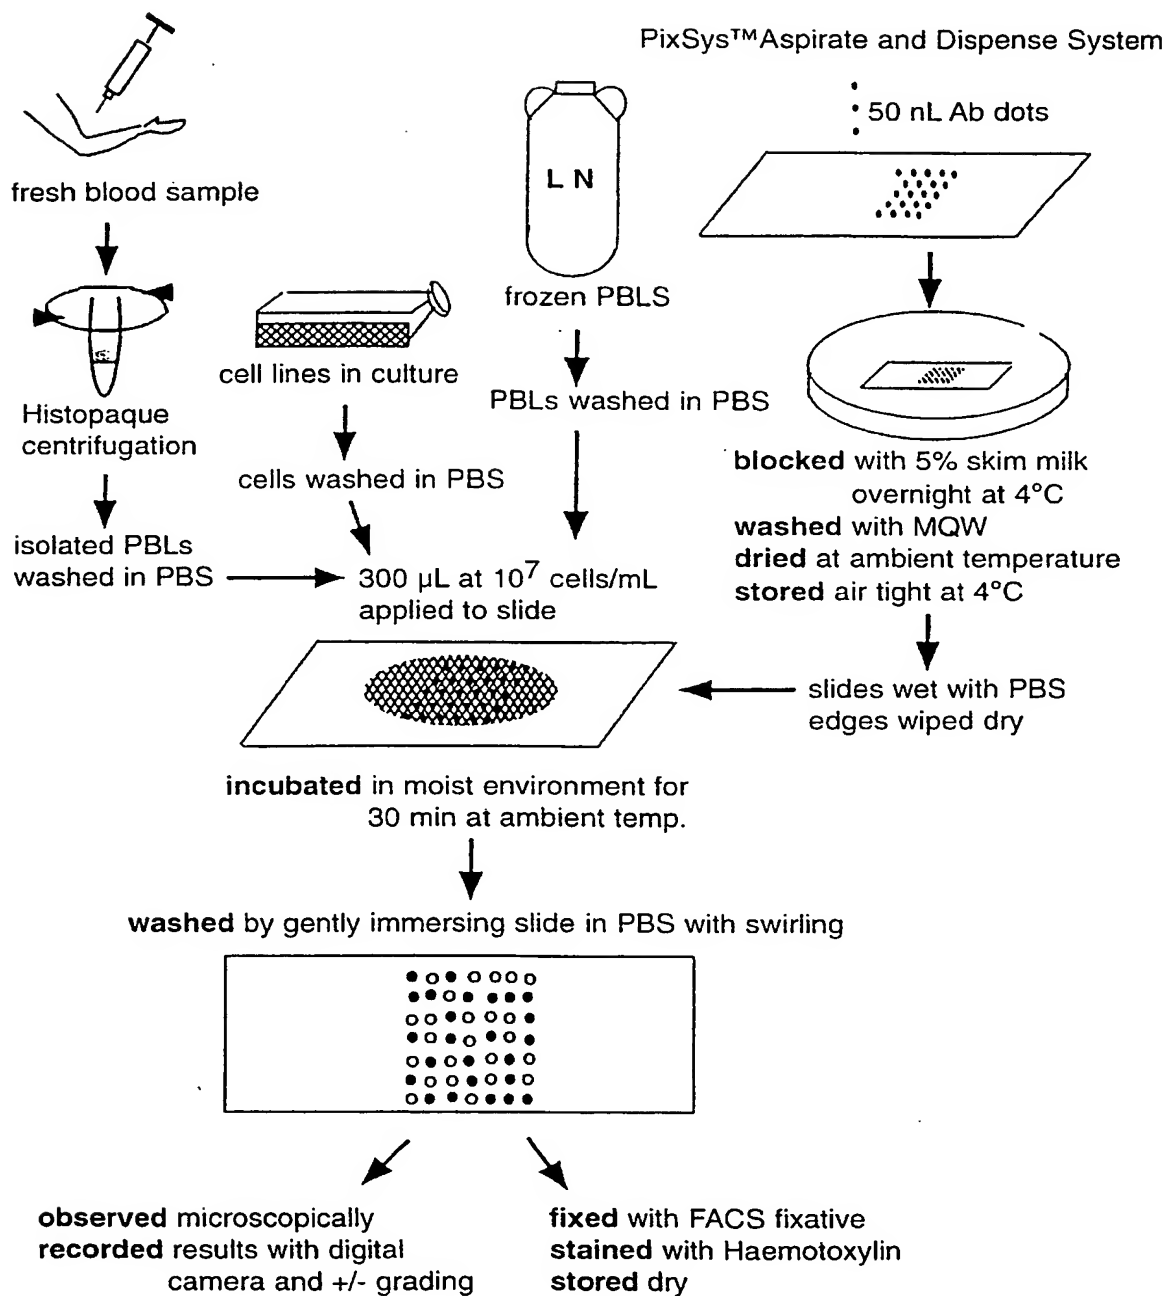 PixSys™Aspirate and Dispense System
50 nL Ab dots
fresh blood sample
L N
frozen PBLS
cell lines in culture
PBLs washed in PBS
Histopaque
centrifugation
cells washed in PBS
blocked with 5% skim milk
overnight at 4°C
washed with MQW
dried at ambient temperature
stored air tight at 4°C
isolated PBLs
washed in PBS
300 µL at 10⁷ cells/mL
applied to slide
slides wet with PBS
edges wiped dry
incubated in moist environment for
30 min at ambient temp.
washed by gently immersing slide in PBS with swirling
observed microscopically
recorded results with digital
camera and +/- grading
fixed with FACS fixative
stained with Haemotoxylin
stored dry